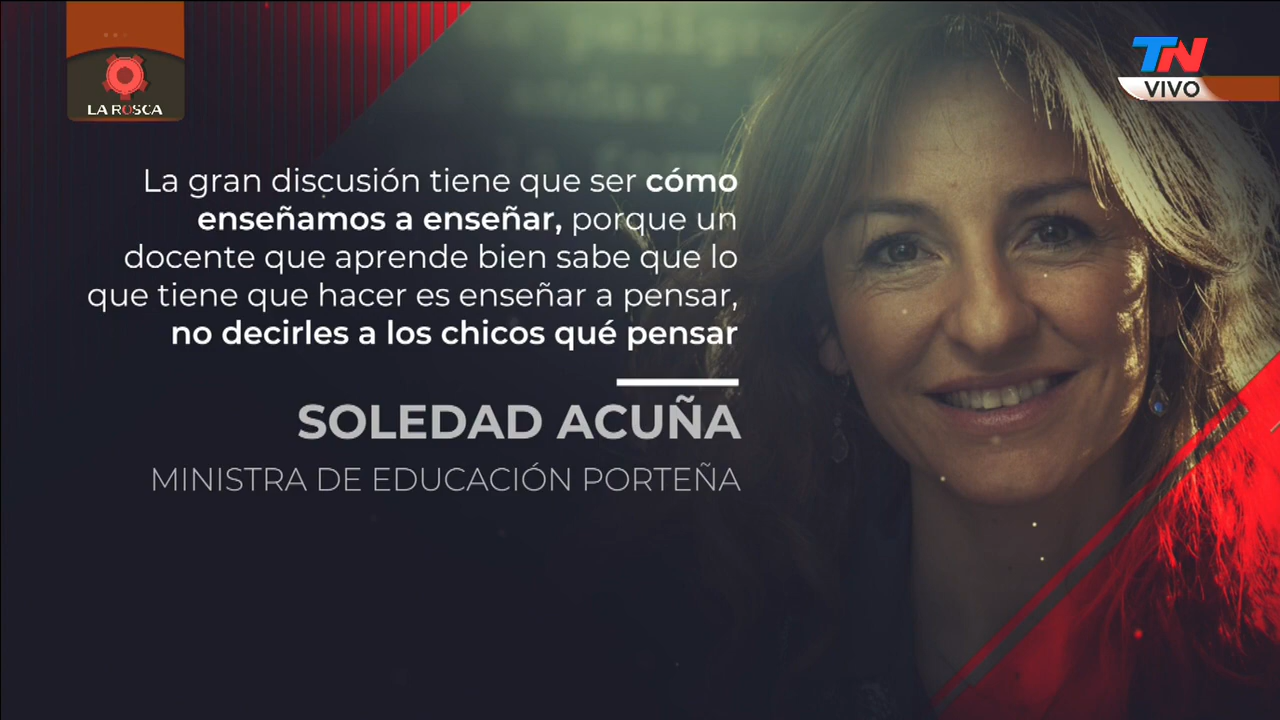 LA ROSCA
TN
VIVO
La gran discusión tiene que ser cómo
enseñamos a enseñar, porque un
docente que aprende bien sabe que lo
que tiene que hacer es enseñar a pensar,
no decirles a los chicos qué pensar
SOLEDAD ACUÑA
MINISTRA DE EDUCACIÓN PORTEÑA